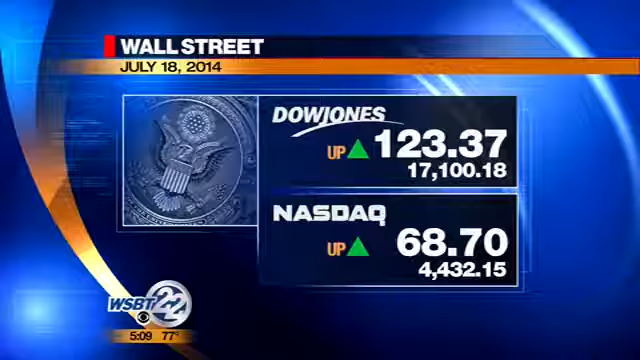 WALL STREET
JULY 18, 2014
DOWJONES
UP 123.37
17,100.18
NASDAQ
UP 68.70
4,432.15
WSBT 22
5:09 77°